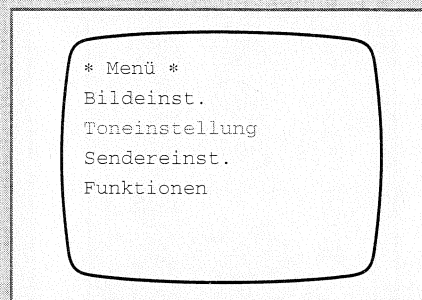 * Menü *
Bildeinst.
Toneinstellung
Sendereinst.
Funktionen